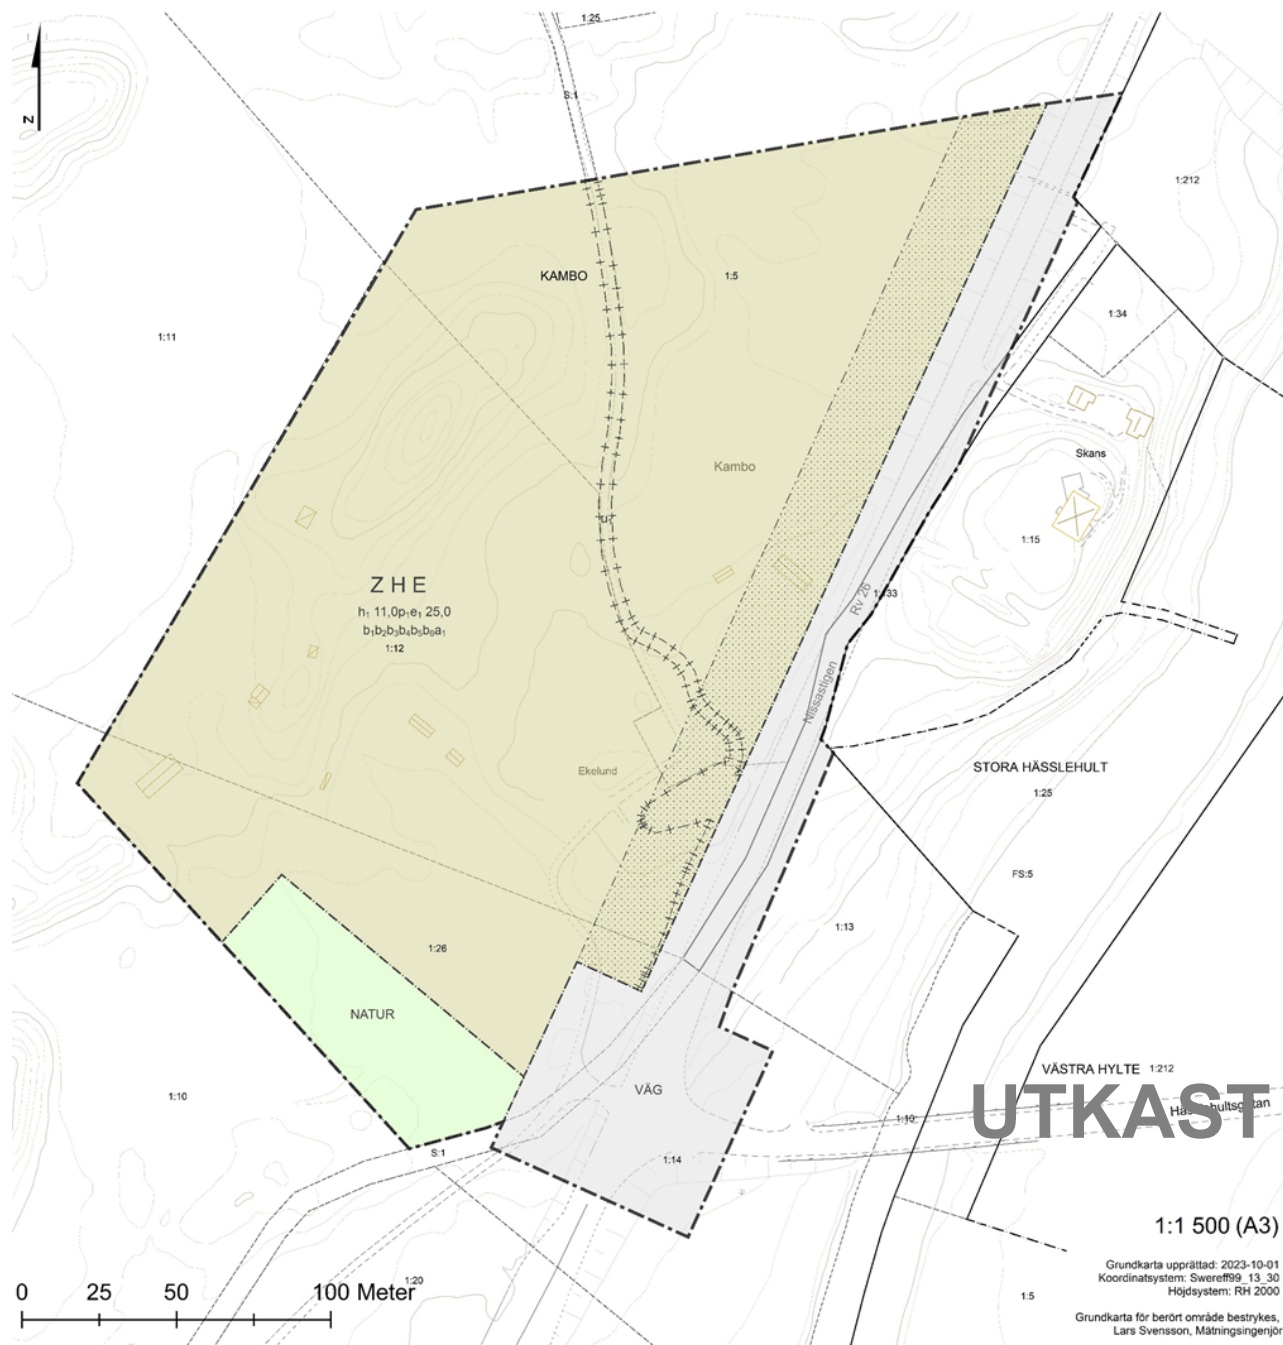 N
1:25
S:1
1:212
KAMBO
1:5
1:11
1:34
Kambo
Skans
u₁
1:15
Z H E
h₁ 11,0p₁e₁ 25,0
b₁b₂b₃b₄b₅b₆a₁
1:12
Rv 26
1:133
Nissastigen
Ekelund
STORA HÄSSLEHULT
1:25
FS:5
1:13
1:26
NATUR
VÄG
VÄSTRA HYLTE 1:212
UTKAST
1:10
1:10
S:1
1:14
1:1 500 (A3)
Grundkarta upprättad: 2023-10-01
Koordinatsystem: Swereff99_13_30
Höjdsystem: RH 2000
1:5
Grundkarta för berört område bestrykes,
Lars Svensson, Mätningsingenjör
0 25 50 100 Meter
1:20